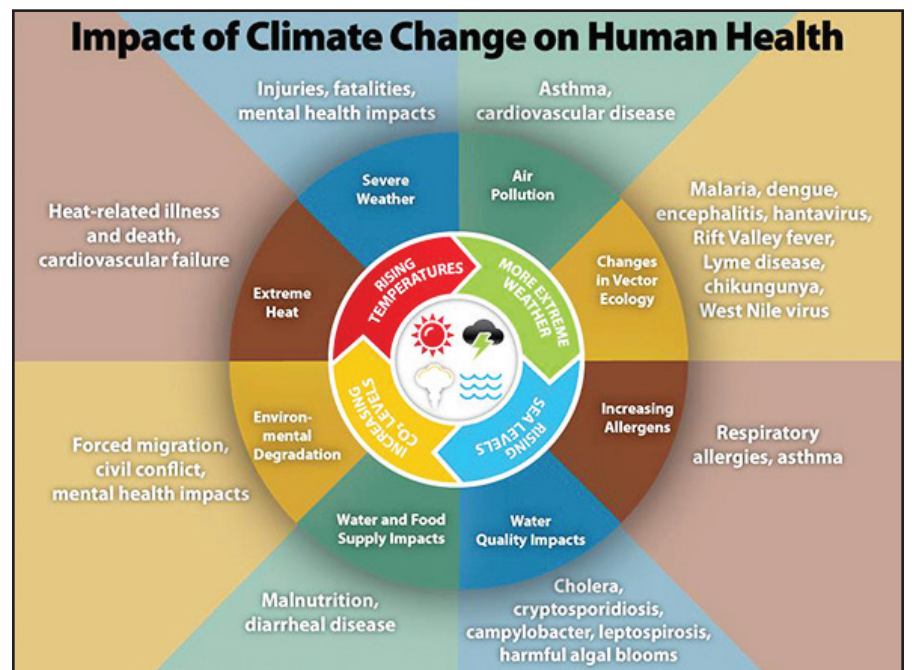 Impact of Climate Change on Human Health
Injuries, fatalities,
mental health impacts
Asthma,
cardiovascular disease
Severe
Weather
Air
Pollution
Heat-related illness
and death,
cardiovascular failure
Malaria, dengue,
encephalitis, hantavirus,
Rift Valley fever,
Lyme disease,
chikungunya,
West Nile virus
Extreme
Heat
Changes
in Vector
Ecology
RISING
TEMPERATURES
MORE EXTREME
WEATHER
INCREASING
CO₂ LEVELS
RISING
SEA LEVELS
Environ-
mental
Degradation
Increasing
Allergens
Forced migration,
civil conflict,
mental health impacts
Respiratory
allergies, asthma
Water and Food
Supply Impacts
Water
Quality Impacts
Malnutrition,
diarrheal disease
Cholera,
cryptosporidiosis,
campylobacter, leptospirosis,
harmful algal blooms